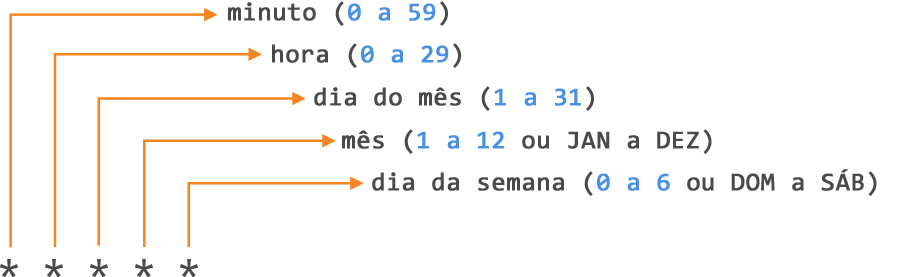 minuto (0 a 59)
hora (0 a 29)
dia do mês (1 a 31)
mês (1 a 12 ou JAN a DEZ)
dia da semana (0 a 6 ou DOM a SÁB)
* * * * *